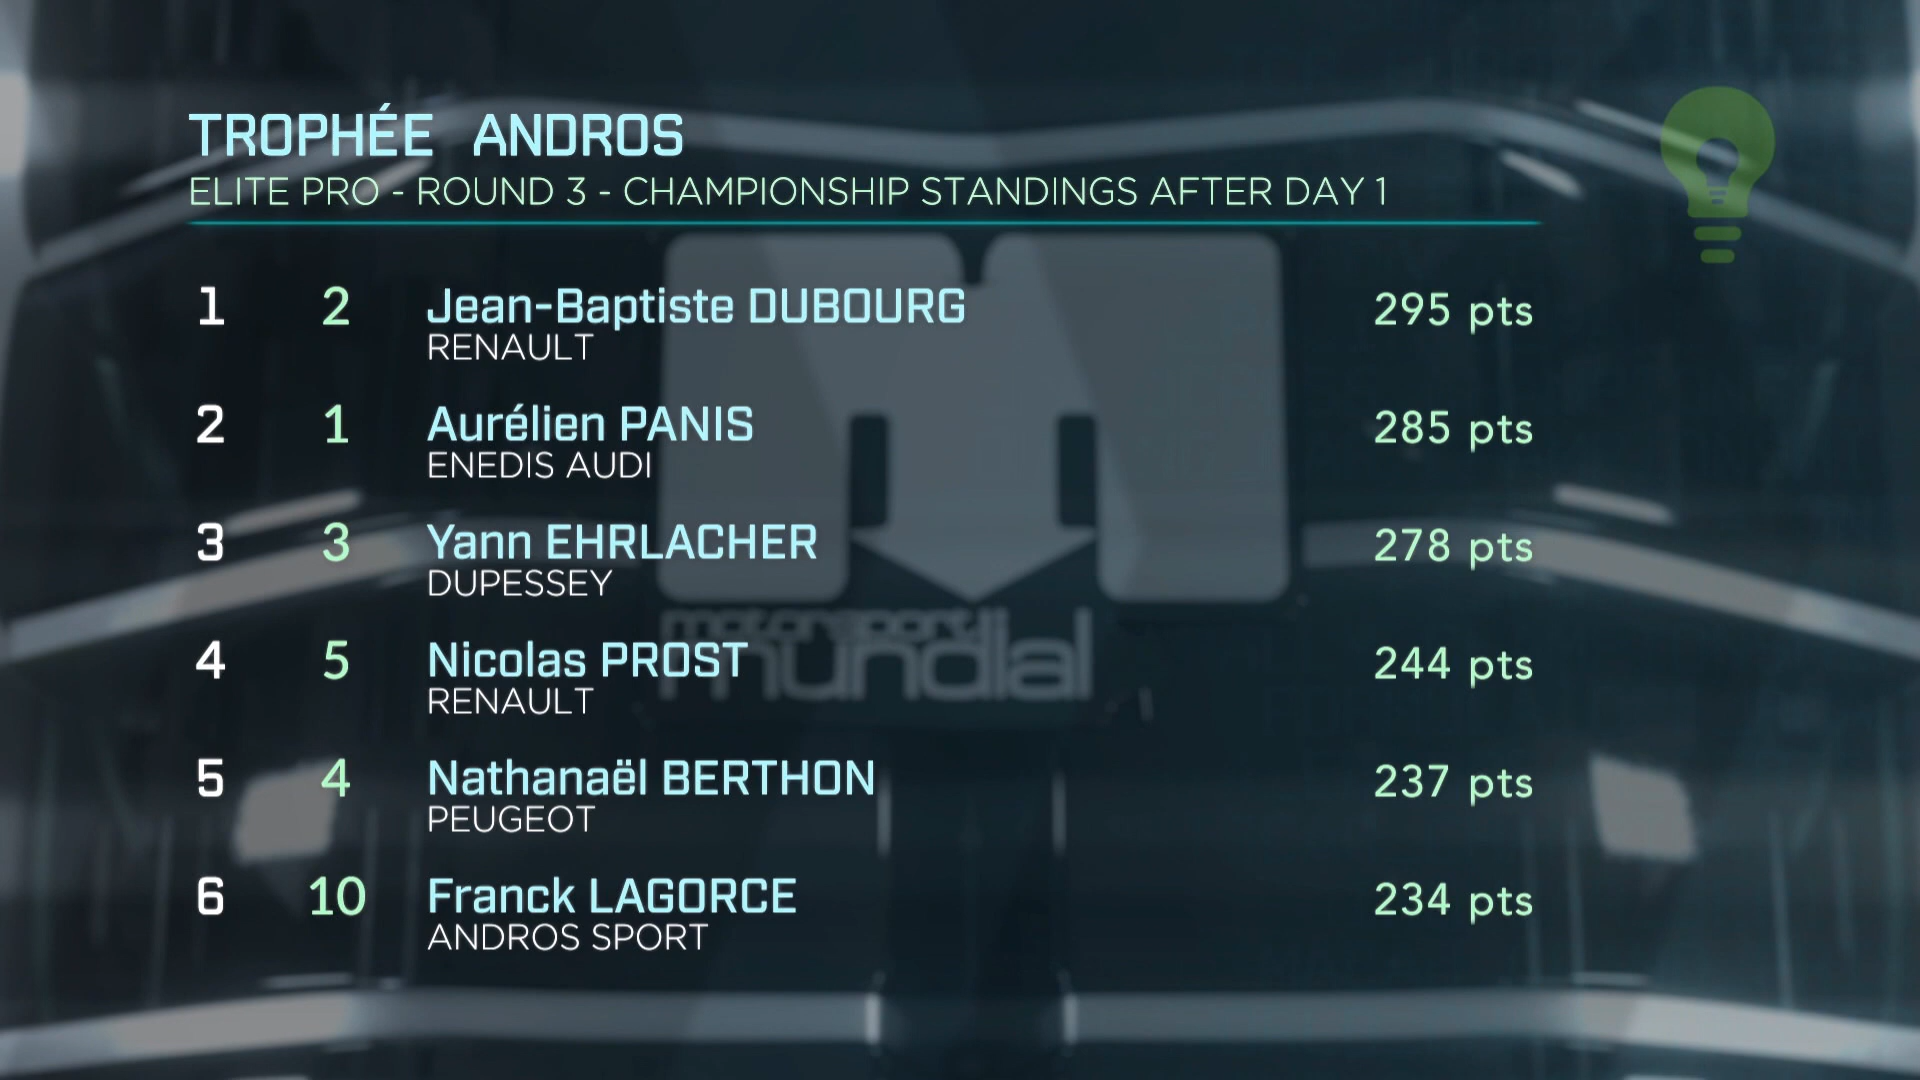 TROPHÉE ANDROS
ELITE PRO - ROUND 3 - CHAMPIONSHIP STANDINGS AFTER DAY 1
1 2 Jean-Baptiste DUBOURG 295 pts
RENAULT
2 1 Aurélien PANIS 285 pts
ENEDIS AUDI
3 3 Yann EHRLACHER 278 pts
DUPESSEY
motorsport
mundial
4 5 Nicolas PROST 244 pts
RENAULT
5 4 Nathanaël BERTHON 237 pts
PEUGEOT
6 10 Franck LAGORCE 234 pts
ANDROS SPORT